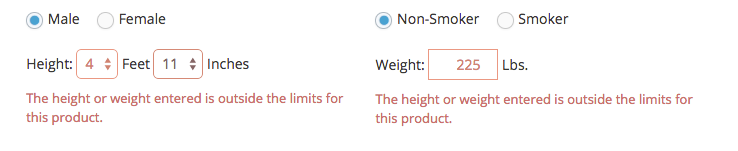 Male Female Non-Smoker Smoker
Height: 4 Feet 11 Inches Weight: 225 Lbs.
The height or weight entered is outside the limits for
this product.
The height or weight entered is outside the limits for
this product.